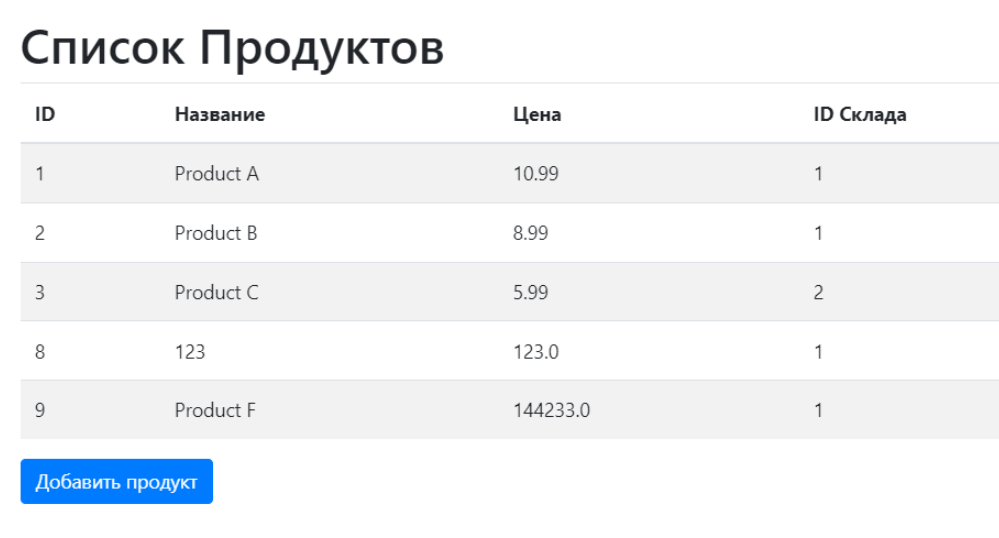 Список Продуктов
ID Название Цена ID Склада
1 Product A 10.99 1
2 Product B 8.99 1
3 Product C 5.99 2
8 123 123.0 1
9 Product F 144233.0 1
Добавить продукт